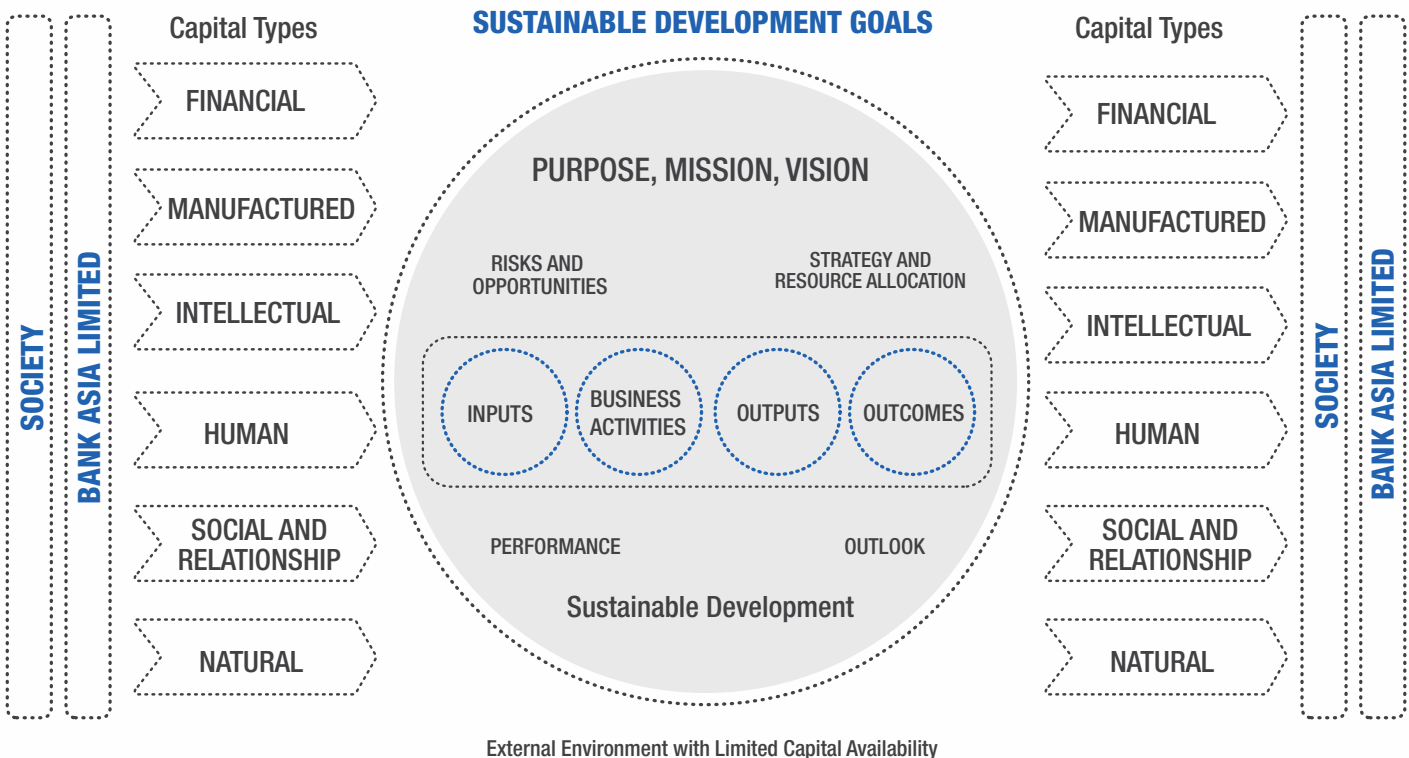 SUSTAINABLE DEVELOPMENT GOALS
SOCIETY
BANK ASIA LIMITED
Capital Types
FINANCIAL
MANUFACTURED
INTELLECTUAL
HUMAN
SOCIAL AND
RELATIONSHIP
NATURAL
PURPOSE, MISSION, VISION
RISKS AND
OPPORTUNITIES
STRATEGY AND
RESOURCE ALLOCATION
INPUTS
BUSINESS
ACTIVITIES
OUTPUTS
OUTCOMES
PERFORMANCE
OUTLOOK
Sustainable Development
Capital Types
FINANCIAL
MANUFACTURED
INTELLECTUAL
HUMAN
SOCIAL AND
RELATIONSHIP
NATURAL
SOCIETY
BANK ASIA LIMITED
External Environment with Limited Capital Availability